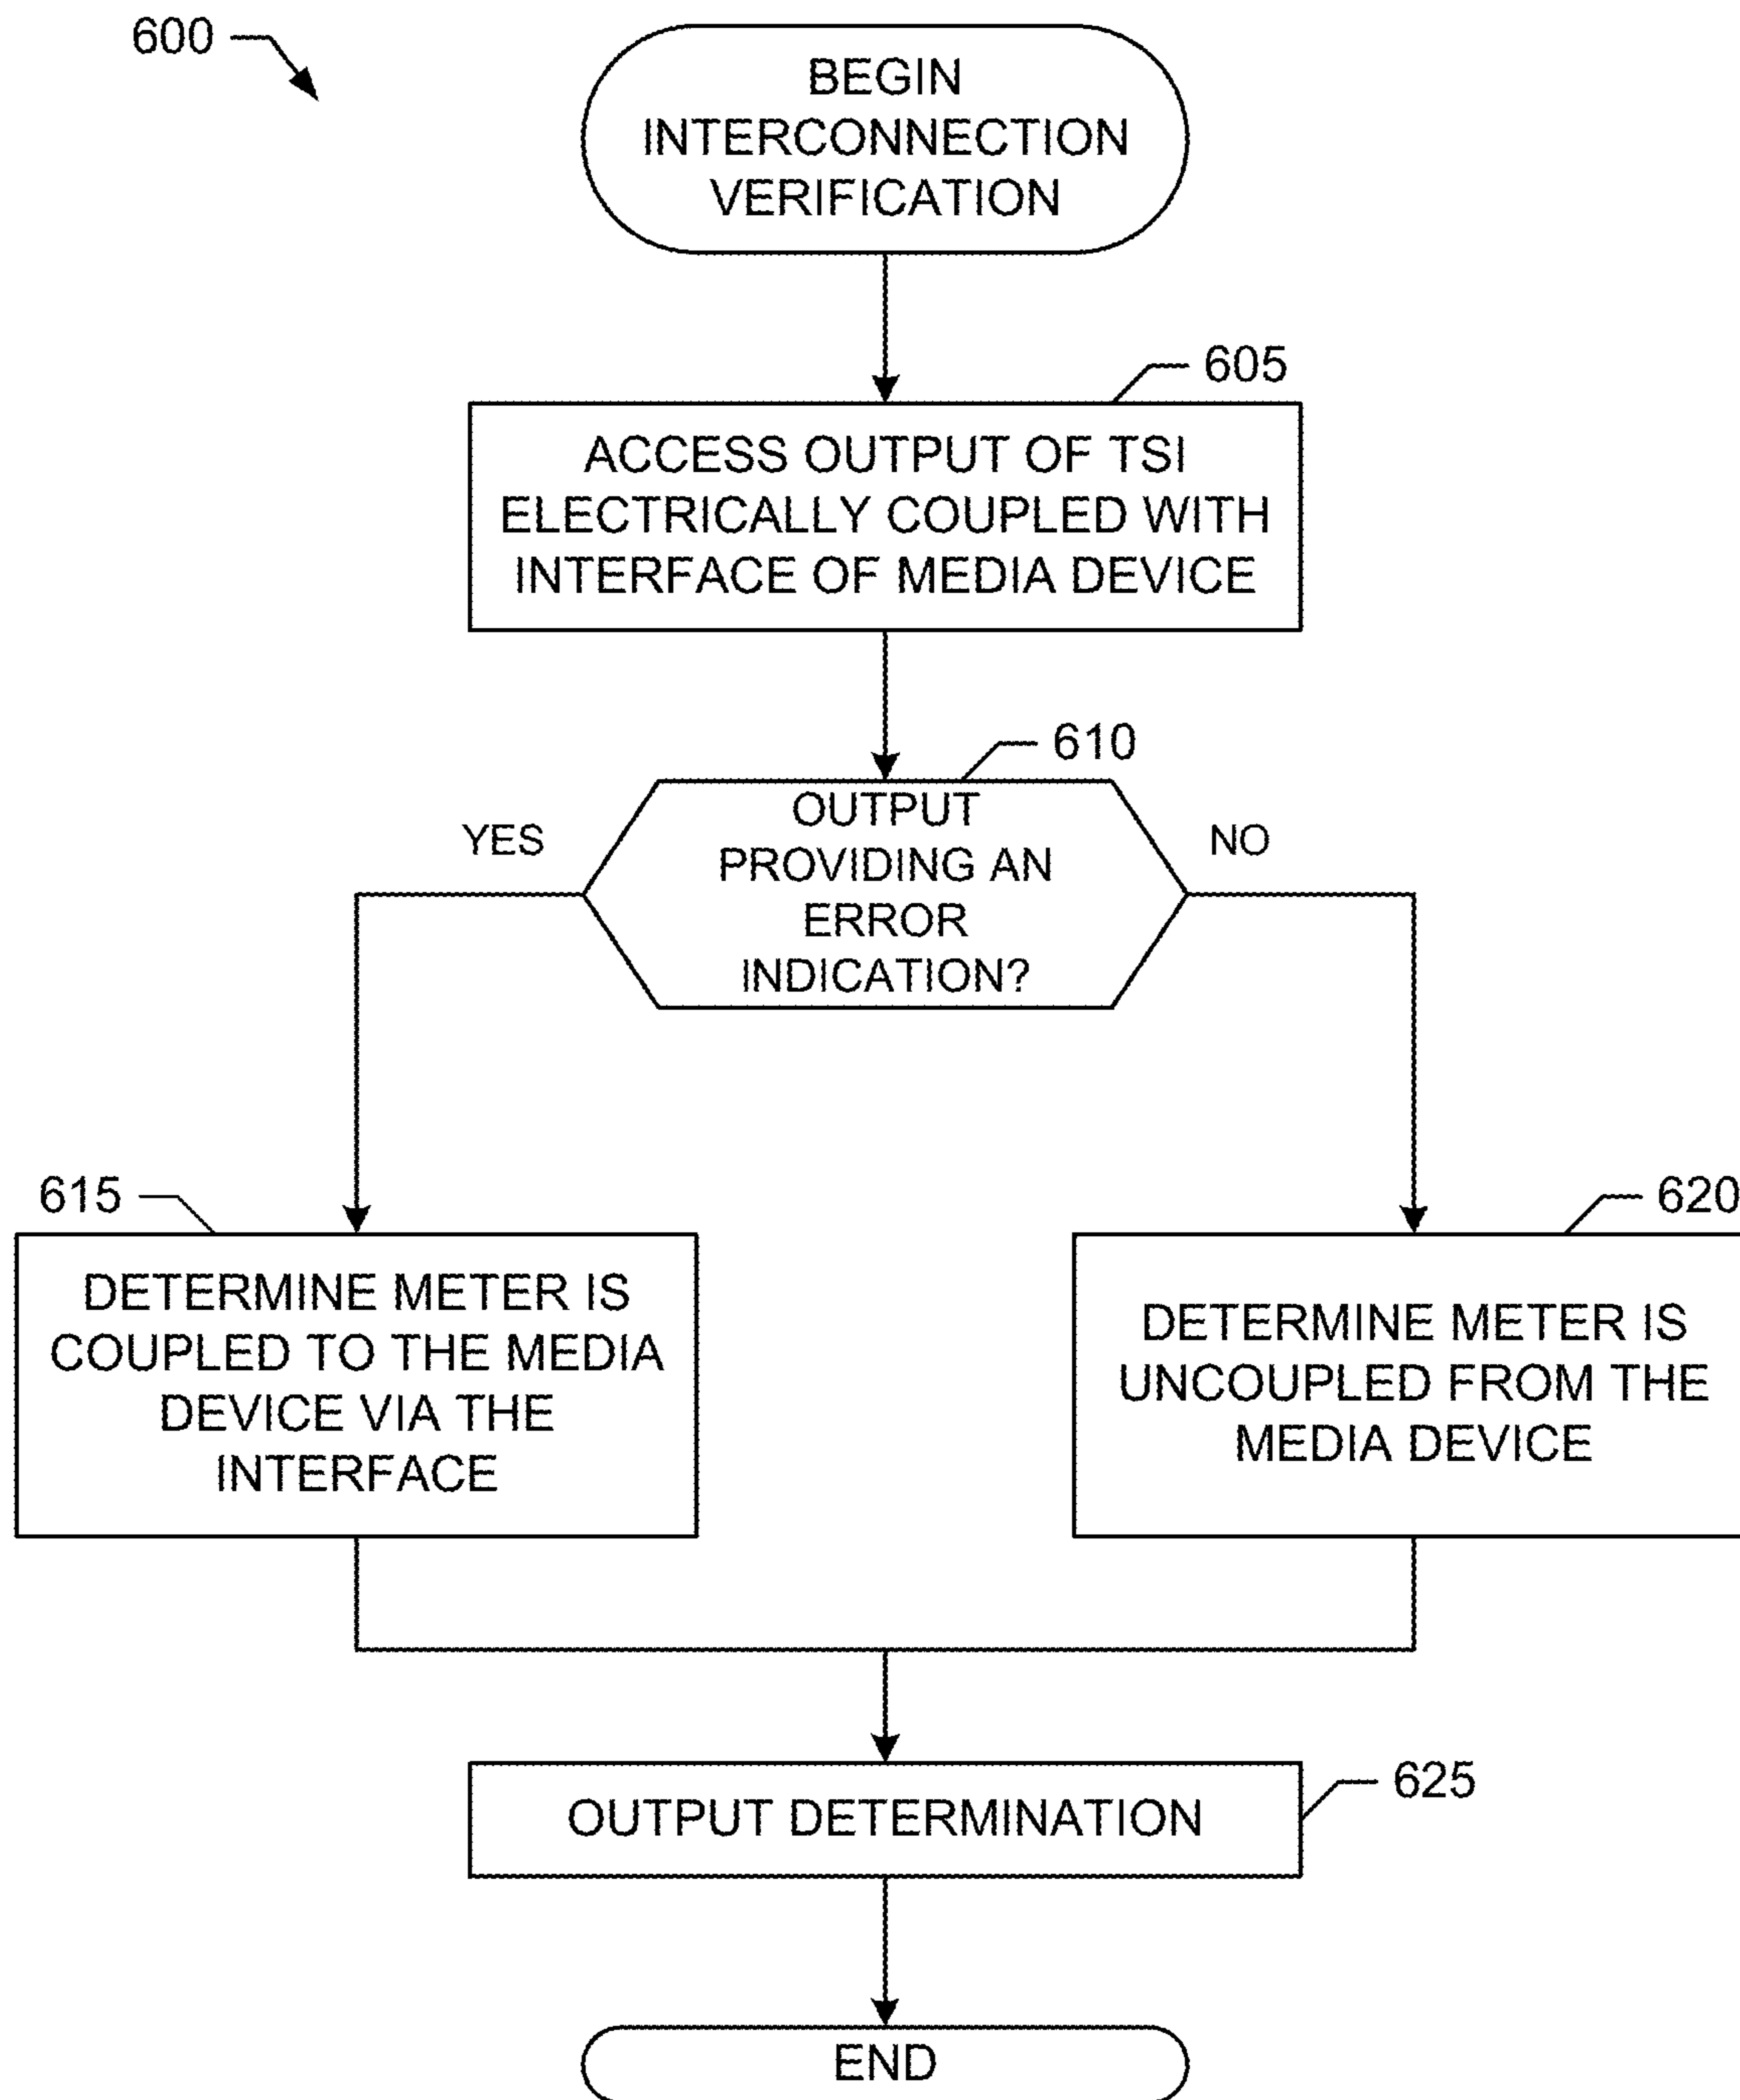 600
BEGIN
INTERCONNECTION
VERIFICATION
605
ACCESS OUTPUT OF TSI
ELECTRICALLY COUPLED WITH
INTERFACE OF MEDIA DEVICE
610
OUTPUT
PROVIDING AN
ERROR
INDICATION?
YES
NO
615
DETERMINE METER IS
COUPLED TO THE MEDIA
DEVICE VIA THE
INTERFACE
620
DETERMINE METER IS
UNCOUPLED FROM THE
MEDIA DEVICE
625
OUTPUT DETERMINATION
END